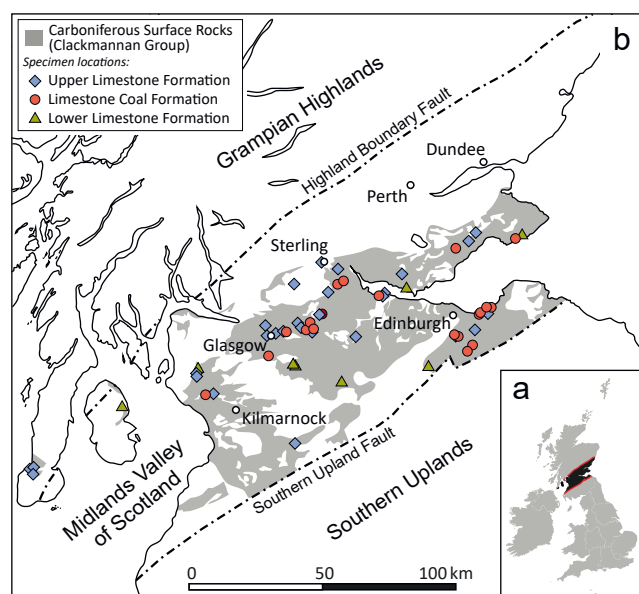 Carboniferous Surface Rocks
(Clackmannan Group)
Specimen locations:
Upper Limestone Formation
Limestone Coal Formation
Lower Limestone Formation
b
Grampian Highlands
Highland Boundary Fault
Dundee
Perth
Sterling
Edinburgh
Glasgow
Kilmarnock
Midlands Valley
of Scotland
Southern Upland Fault
Southern Uplands
a
0 50 100 km